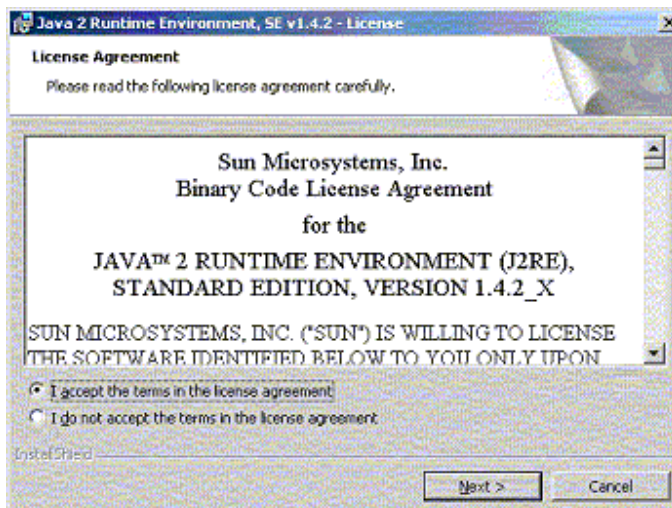 Java 2 Runtime Environment, SE v1.4.2 - License
License Agreement
Please read the following license agreement carefully.
Sun Microsystems, Inc.
Binary Code License Agreement
for the
JAVA™ 2 RUNTIME ENVIRONMENT (J2RE),
STANDARD EDITION, VERSION 1.4.2_X
SUN MICROSYSTEMS, INC. ("SUN") IS WILLING TO LICENSE
THE SOFTWARE IDENTIFIED BELOW TO YOU ONLY UPON
I accept the terms in the license agreement
I do not accept the terms in the license agreement
InstallShield
Next >
Cancel